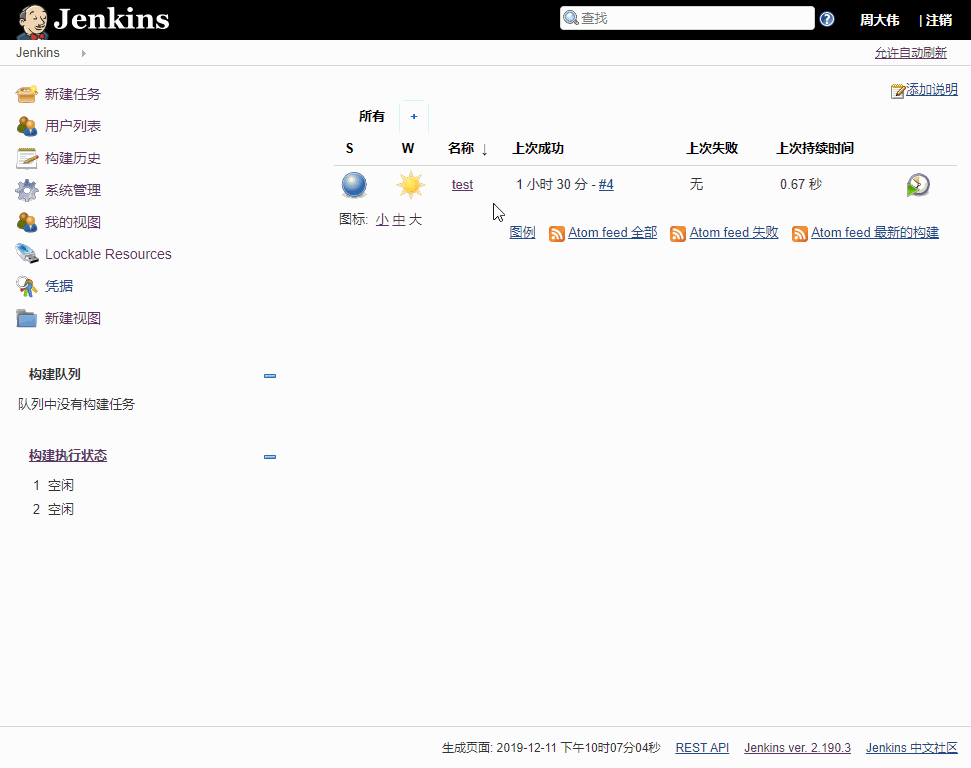 Jenkins
查找
周大伟 | 注销
Jenkins
允许自动刷新
添加说明
新建任务
用户列表
构建历史
系统管理
我的视图
Lockable Resources
凭据
新建视图
构建队列
队列中没有构建任务
构建执行状态
1 空闲
2 空闲
所有 +
S W 名称 ↓ 上次成功 上次失败 上次持续时间
test 1 小时 30 分 - #4 无 0.67 秒
图标: 小 中 大
图例 Atom feed 全部 Atom feed 失败 Atom feed 最新的构建
生成页面: 2019-12-11 下午10时07分04秒 REST API Jenkins ver. 2.190.3 Jenkins 中文社区